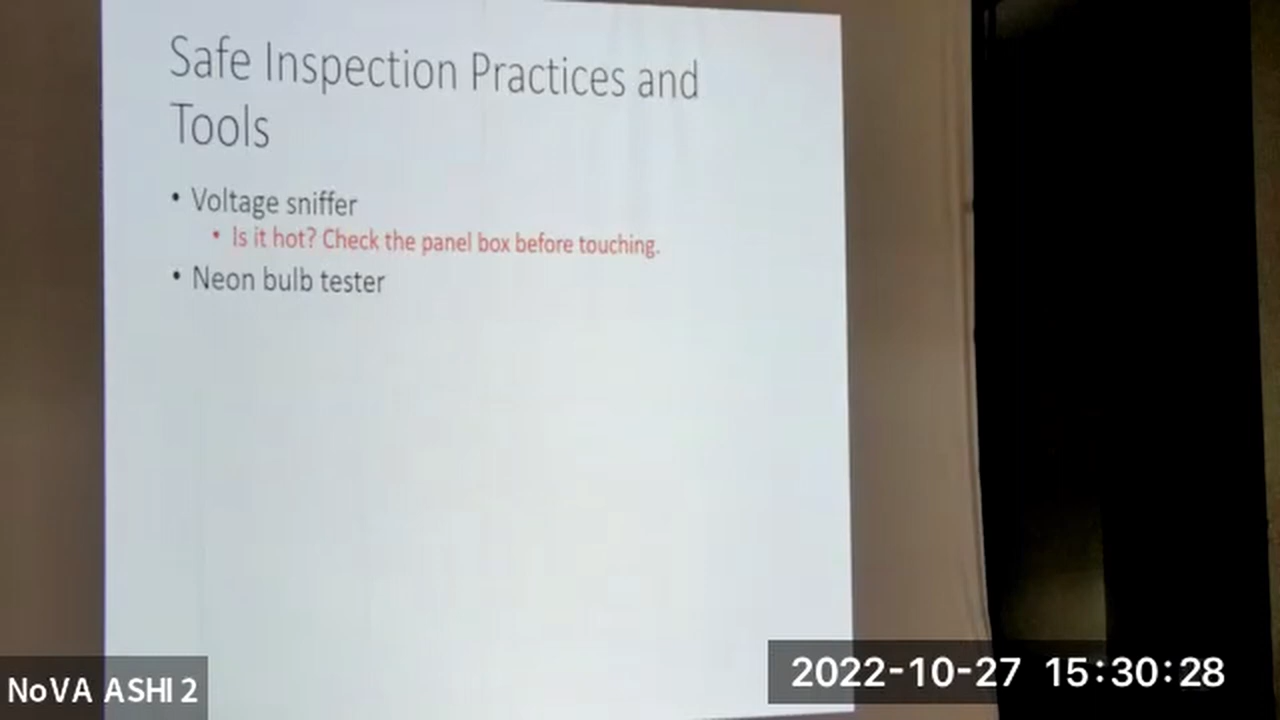 Safe Inspection Practices and
Tools
• Voltage sniffer
• Is it hot? Check the panel box before touching.
• Neon bulb tester
NoVA ASHI 2
2022-10-27 15:30:28